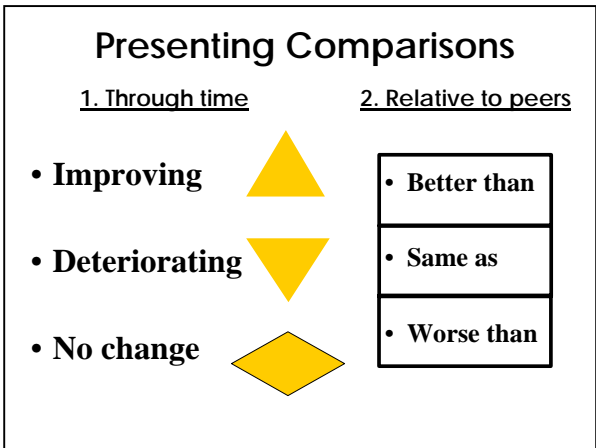 Presenting Comparisons
1. Through time
2. Relative to peers
• Improving
• Deteriorating
• No change
• Better than
• Same as
• Worse than